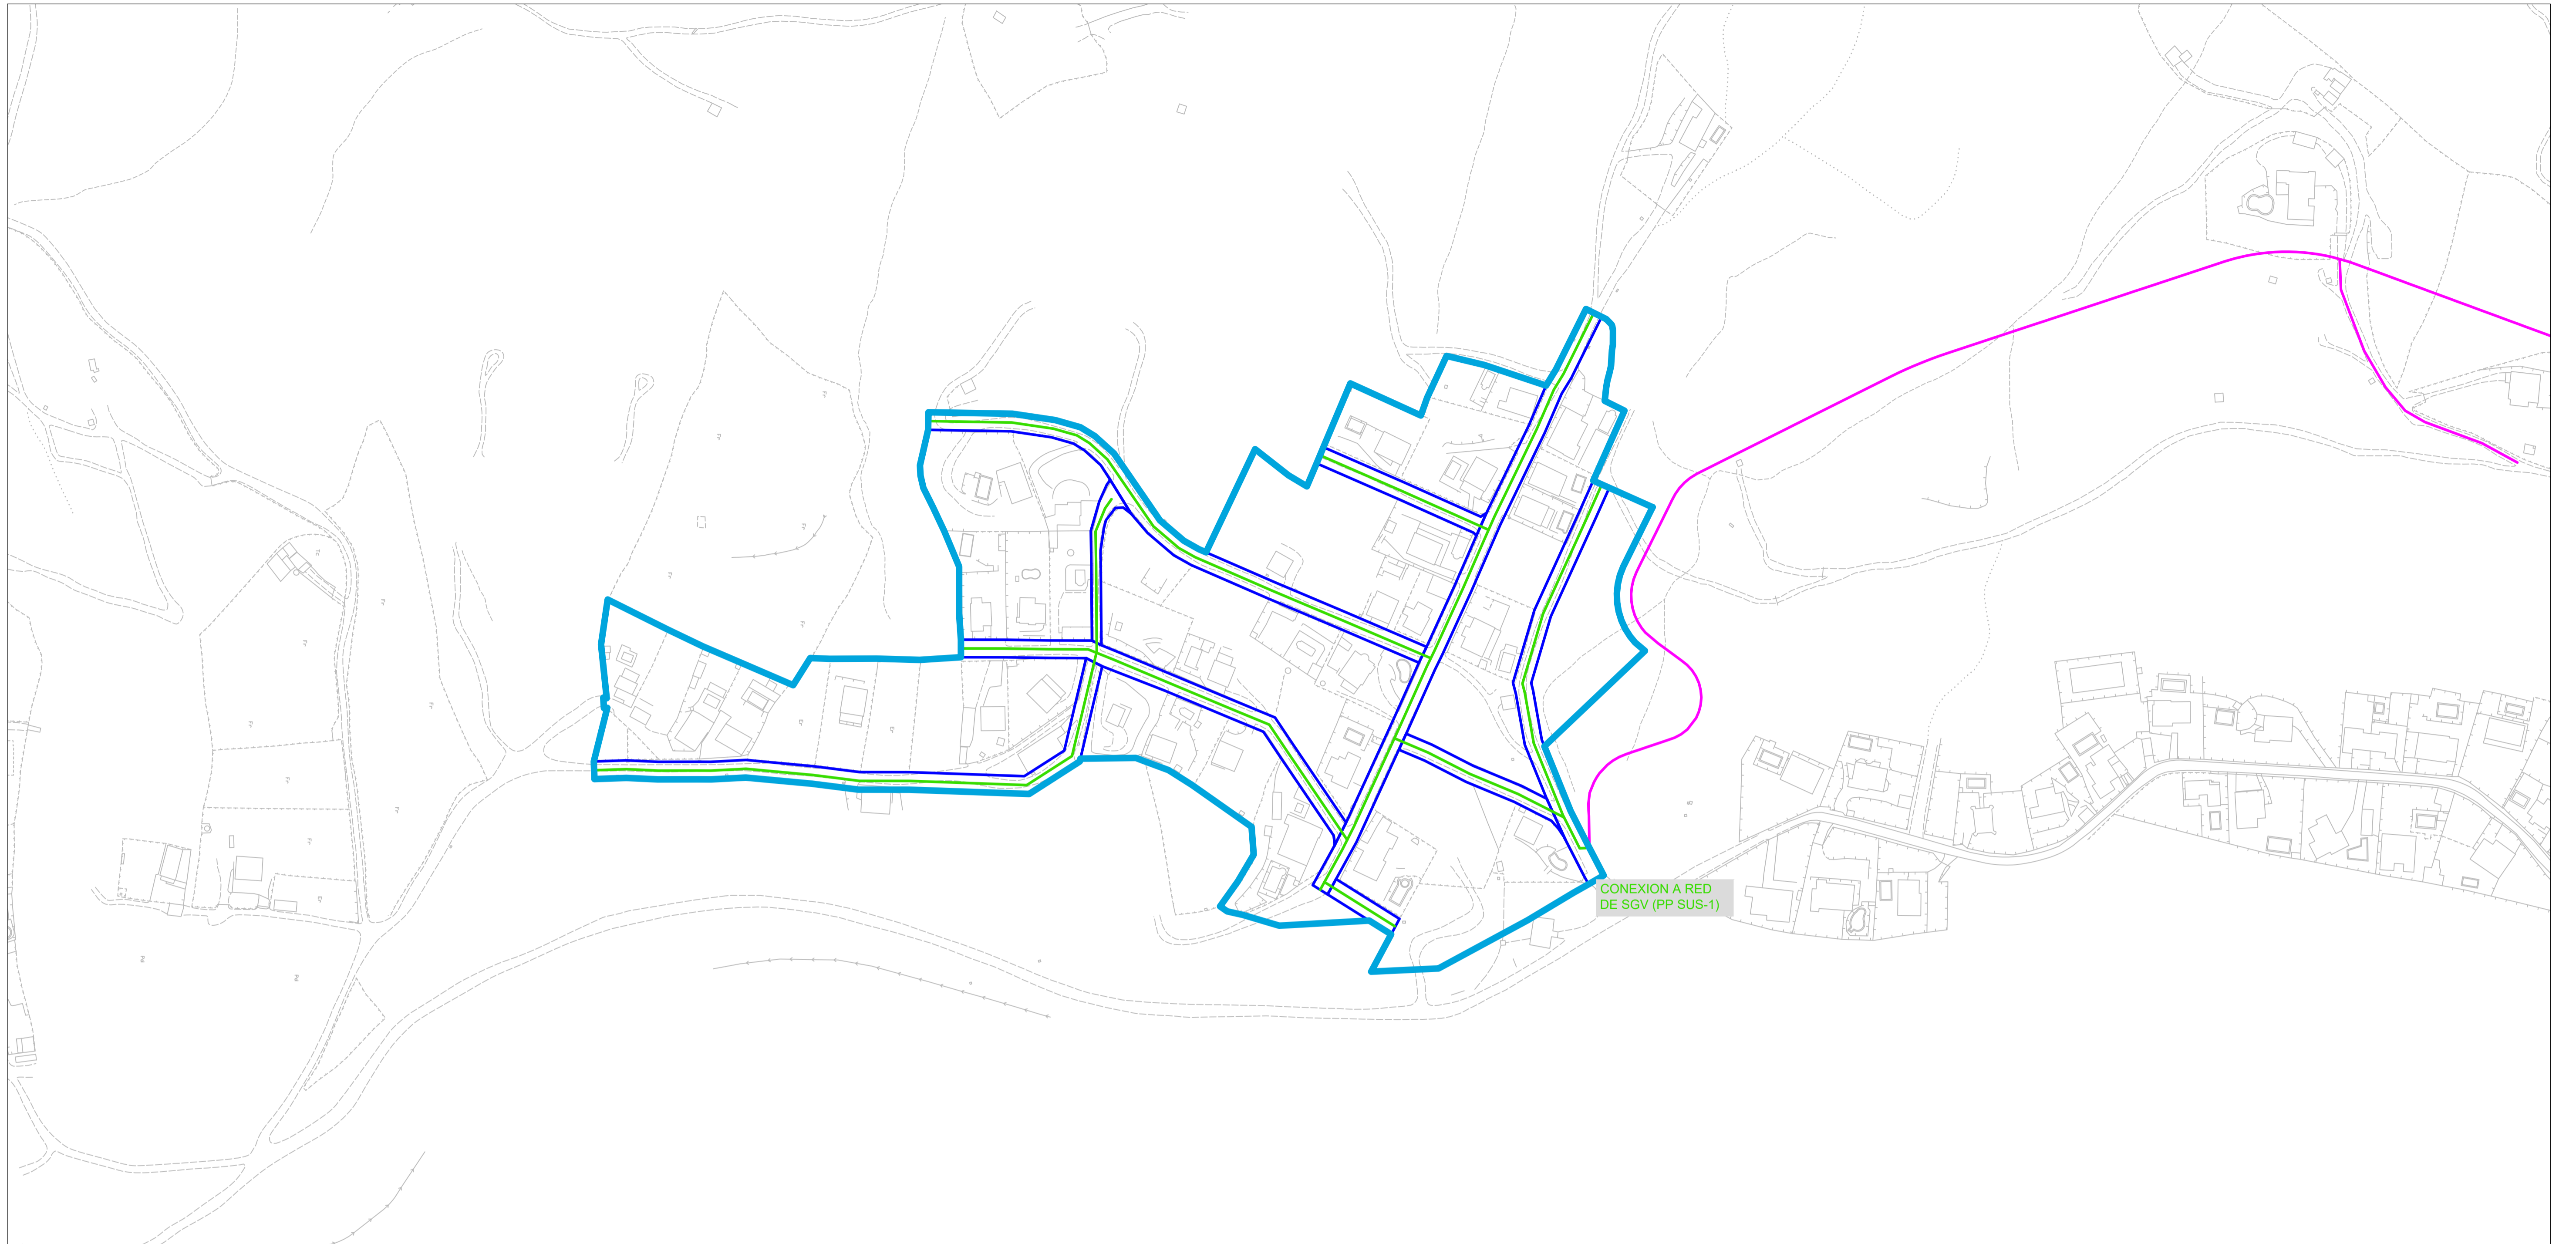 CONEXION A RED
DE SGV (PP SUS-1)